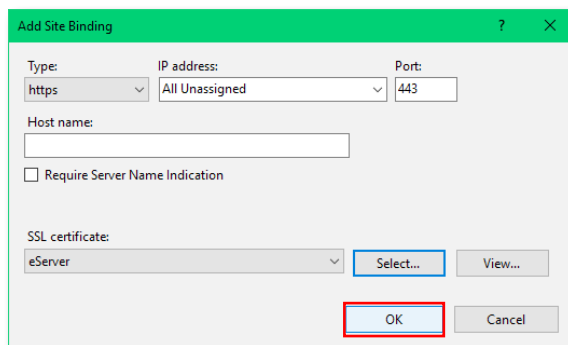 Add Site Binding ? ×
Type: IP address: Port:
https All Unassigned 443
Host name:
Require Server Name Indication
SSL certificate:
eServer Select... View...
OK Cancel